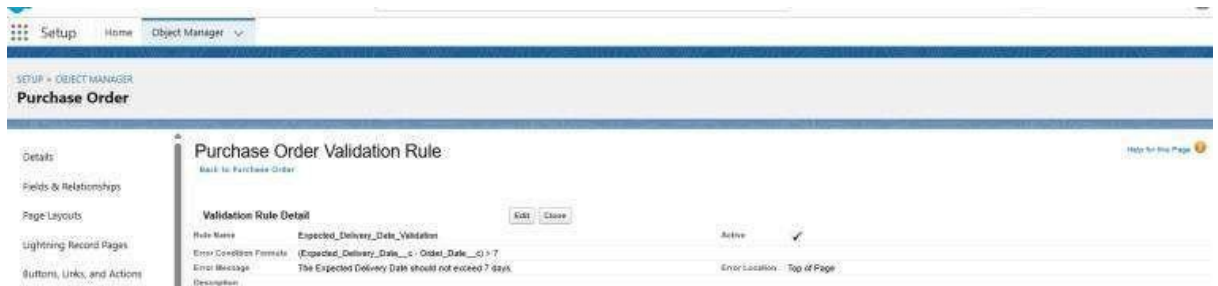 Setup Home Object Manager
SETUP > OBJECT MANAGER
Purchase Order
Details
Fields & Relationships
Page Layouts
Lightning Record Pages
Buttons, Links, and Actions
Purchase Order Validation Rule
Back to Purchase Order
Help for this Page
Validation Rule Detail Edit Clone
Rule Name Expected_Delivery_Date_Validation Active ✓
Error Condition Formula (Expected_Delivery_Date__c - Order_Date__c) > 7
Error Message The Expected Delivery Date should not exceed 7 days. Error Location Top of Page
Description